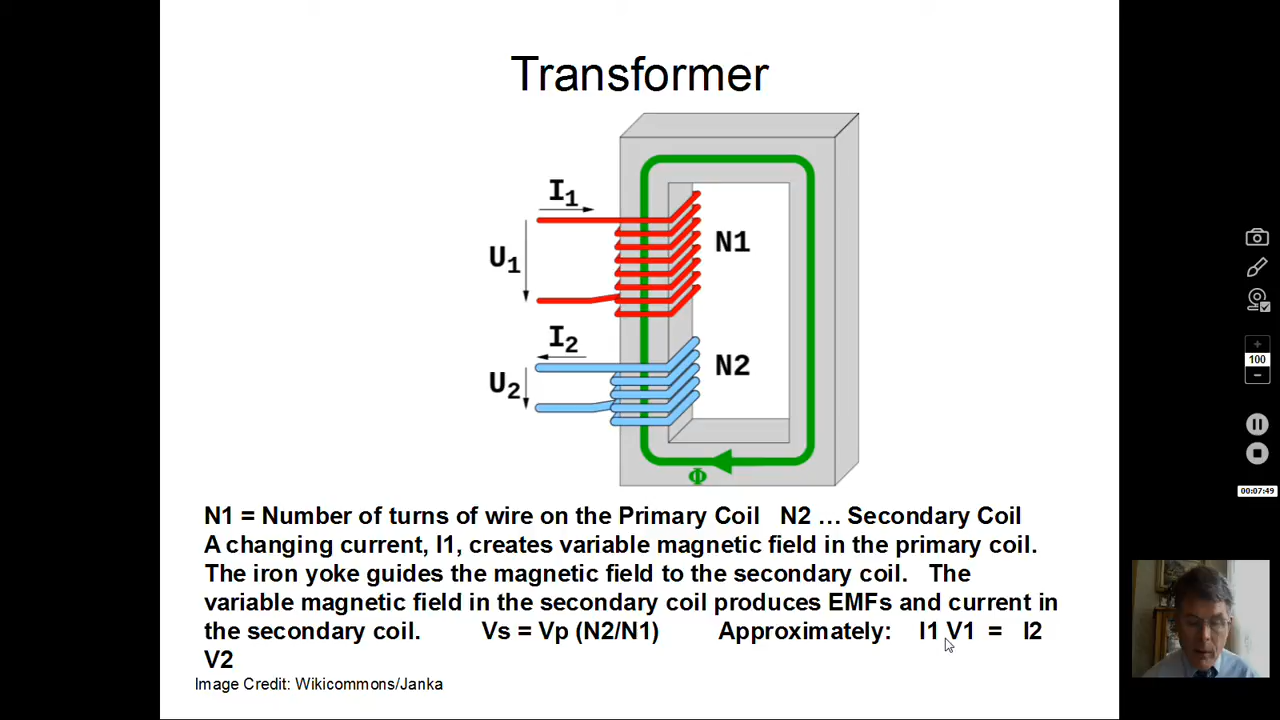 Transformer
I1
N1
U1
I2
N2
U2
Φ
N1 = Number of turns of wire on the Primary Coil N2 … Secondary Coil
A changing current, I1, creates variable magnetic field in the primary coil.
The iron yoke guides the magnetic field to the secondary coil. The
variable magnetic field in the secondary coil produces EMFs and current in
the secondary coil. Vs = Vp (N2/N1) Approximately: I1 V1 = I2
V2
Image Credit: Wikicommons/Janka
+
100
-
00:07:49